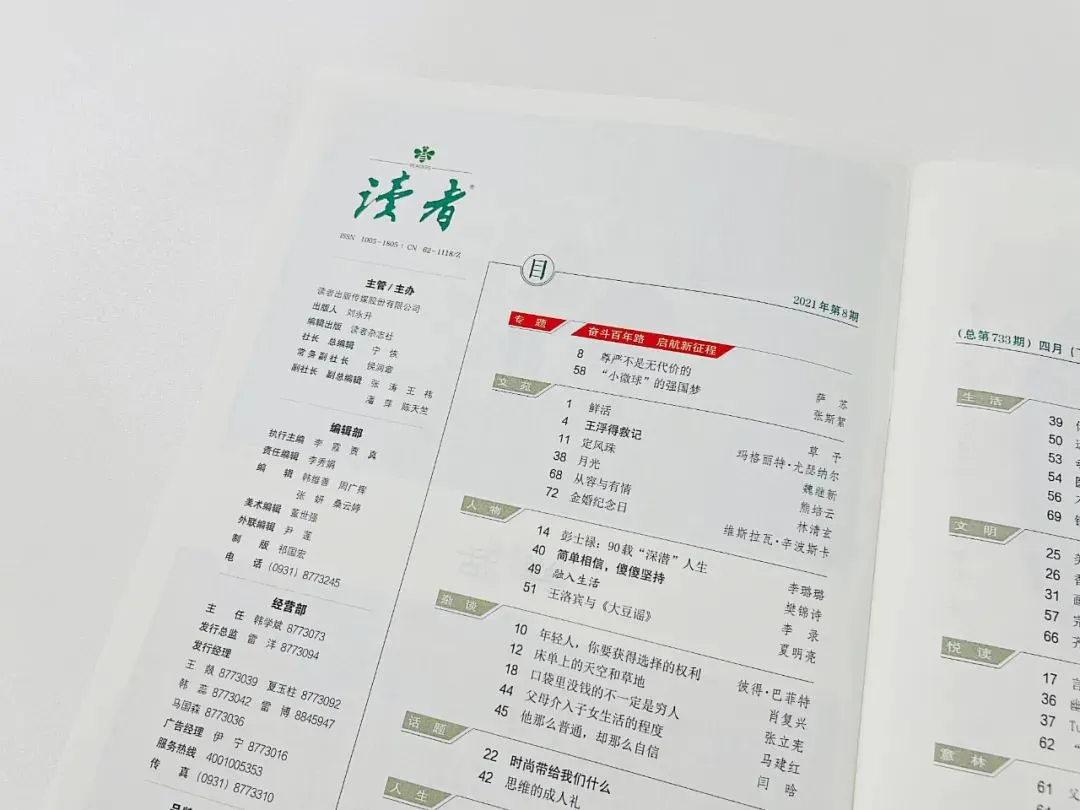 READERS
读者
ISSN 1005-1805 CN 62-1118/Z
主管/主办
读者出版传媒股份有限公司
出版人 刘永升
编辑出版 读者杂志社
社长 总编辑 宁 恢
常务副社长 侯润章
副社长 副总编辑 张 涛 王 祎
潘 萍 陈天竺
编辑部
执行主编 李 霞 贾 真
责任编辑 李秀娟
编 辑 韩维善 周广挥
张 妍 桑云婷
美术编辑 董世强
外联编辑 尹 莲
制 版 祁国宏
电 话 (0931) 8773245
经营部
主 任 韩学斌 8773073
发行总监 雷 洋 8773094
发行经理
王 燚 8773039 夏玉柱 8773092
韩 蕊 8773042 雷 博 8845947
马国森 8773036
广告经理 伊 宁 8773016
服务热线 4001005353
传 真 (0931) 8773310
目
2021年第8期
专题 奋斗百年路 启航新征程
8 尊严不是无代价的 萨 苏
58 “小微球”的强国梦 张斯絮
文苑
1 鲜活 草 子
4 王浮得救记 玛格丽特·尤瑟纳尔
11 定风珠 魏继新
38 月光 熊培云
68 从容与有情 林清玄
72 金婚纪念日 维斯拉瓦·辛波斯卡
人物
14 彭士禄：90载“深潜”人生 李璐璐
40 简单相信，傻傻坚持 樊锦诗
49 融入生活 李 录
51 王洛宾与《大豆谣》 夏明亮
杂谈
10 年轻人，你要获得选择的权利 彼得·巴菲特
12 床单上的天空和草地 肖复兴
18 口袋里没钱的不一定是穷人 张立宪
44 父母介入子女生活的程度 马建红
45 他那么普通，却那么自信 闫 晗
话题
22 时尚带给我们什么
42 思维的成人礼
人生
(总第733期) 四月
生活
39
50
53
54
56
69
文明
25
26
31
57
66
悦读
17
36
37 Tu
62
意林
61